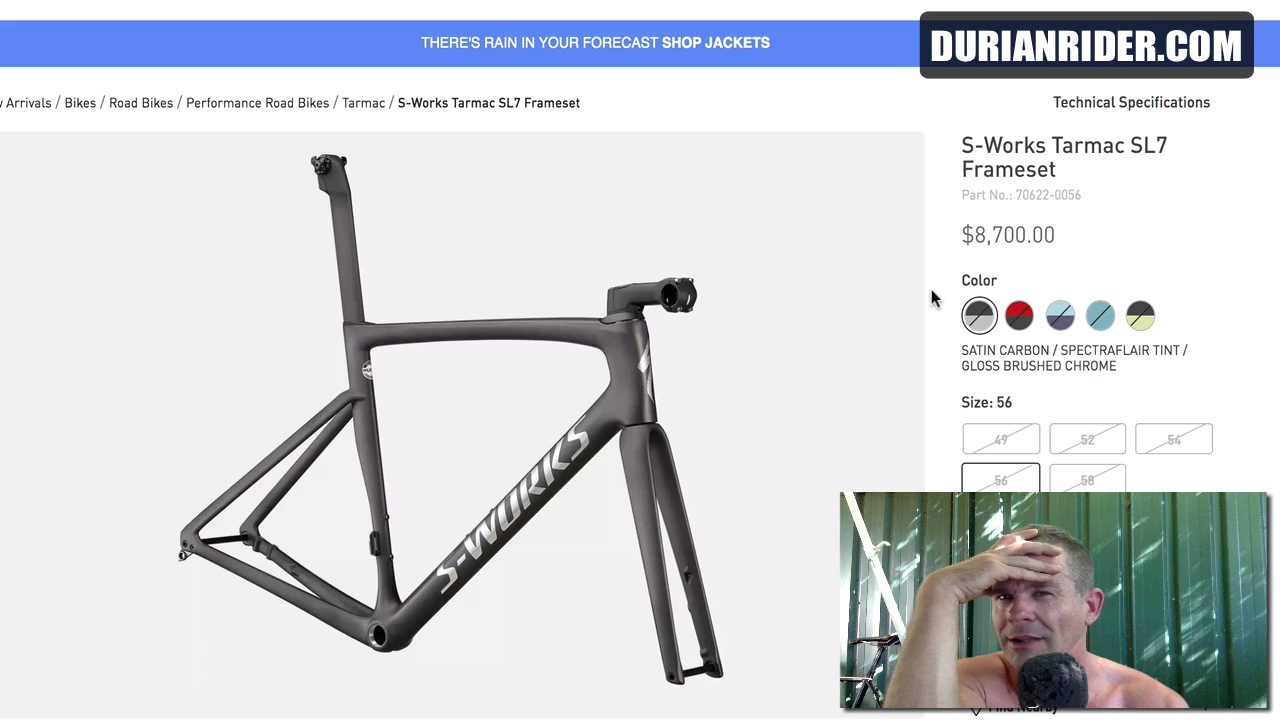 THERE'S RAIN IN YOUR FORECAST SHOP JACKETS
DURIANRIDER.COM
Arrivals / Bikes / Road Bikes / Performance Road Bikes / Tarmac / S-Works Tarmac SL7 Frameset
Technical Specifications
S-Works Tarmac SL7
Frameset
Part No.: 70622-0056
$8,700.00
Color
SATIN CARBON / SPECTRAFLAIR TINT /
GLOSS BRUSHED CHROME
Size: 56
49 52 54
56 58
S-WORKS